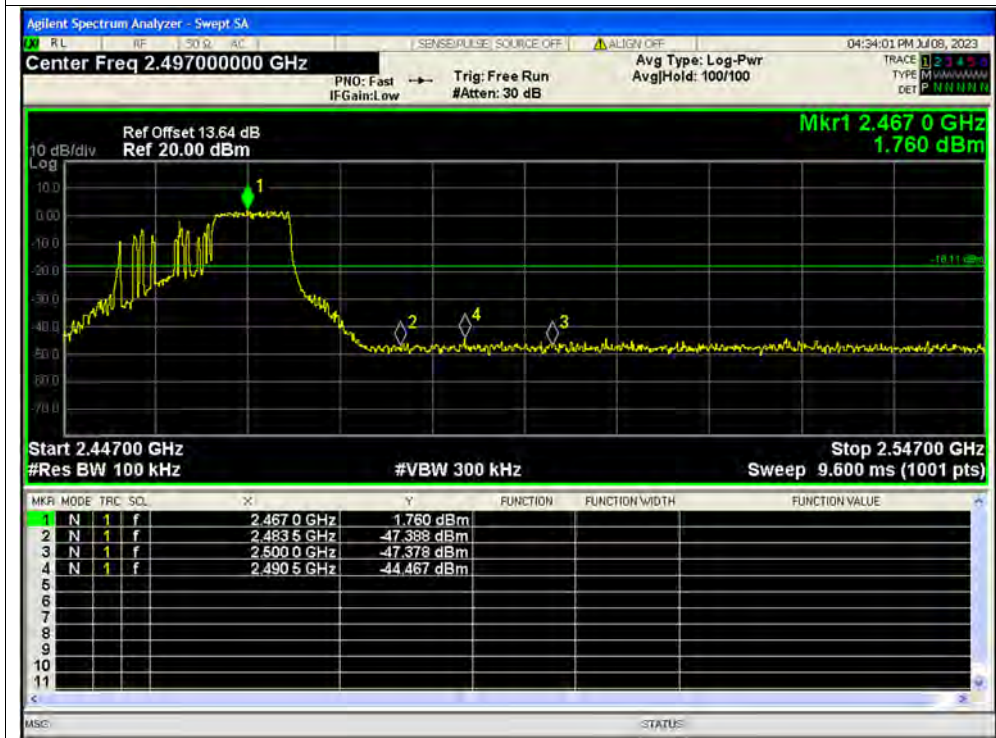 Agilent Spectrum Analyzer - Swept SA
RL RF 50 Ω AC SENSE:PULSE SOURCE OFF ALIGN OFF 04:34:01 PM Jul 08, 2023
Center Freq 2.497000000 GHz
PNO: Fast
IFGain:Low
Trig: Free Run
#Atten: 30 dB
Avg Type: Log-Pwr
Avg|Hold: 100/100
TRACE 1 2 3 4 5 6
TYPE M
DET P N N N N N
Ref Offset 13.64 dB
Ref 20.00 dBm
10 dB/div
Log
Mkr1 2.467 0 GHz
1.760 dBm
10.0
0.00
-10.0
-20.0
-30.0
-40.0
-50.0
-60.0
-70.0
1
2
4
3
-18.11 dBm
Start 2.44700 GHz
Stop 2.54700 GHz
#Res BW 100 kHz
#VBW 300 kHz
Sweep 9.600 ms (1001 pts)
MKR MODE TRC SCL X Y FUNCTION FUNCTION WIDTH FUNCTION VALUE
1 N 1 f 2.467 0 GHz 1.760 dBm
2 N 1 f 2.483 5 GHz -47.388 dBm
3 N 1 f 2.500 0 GHz -47.378 dBm
4 N 1 f 2.490 5 GHz -44.467 dBm
5
6
7
8
9
10
11
MSG
STATUS